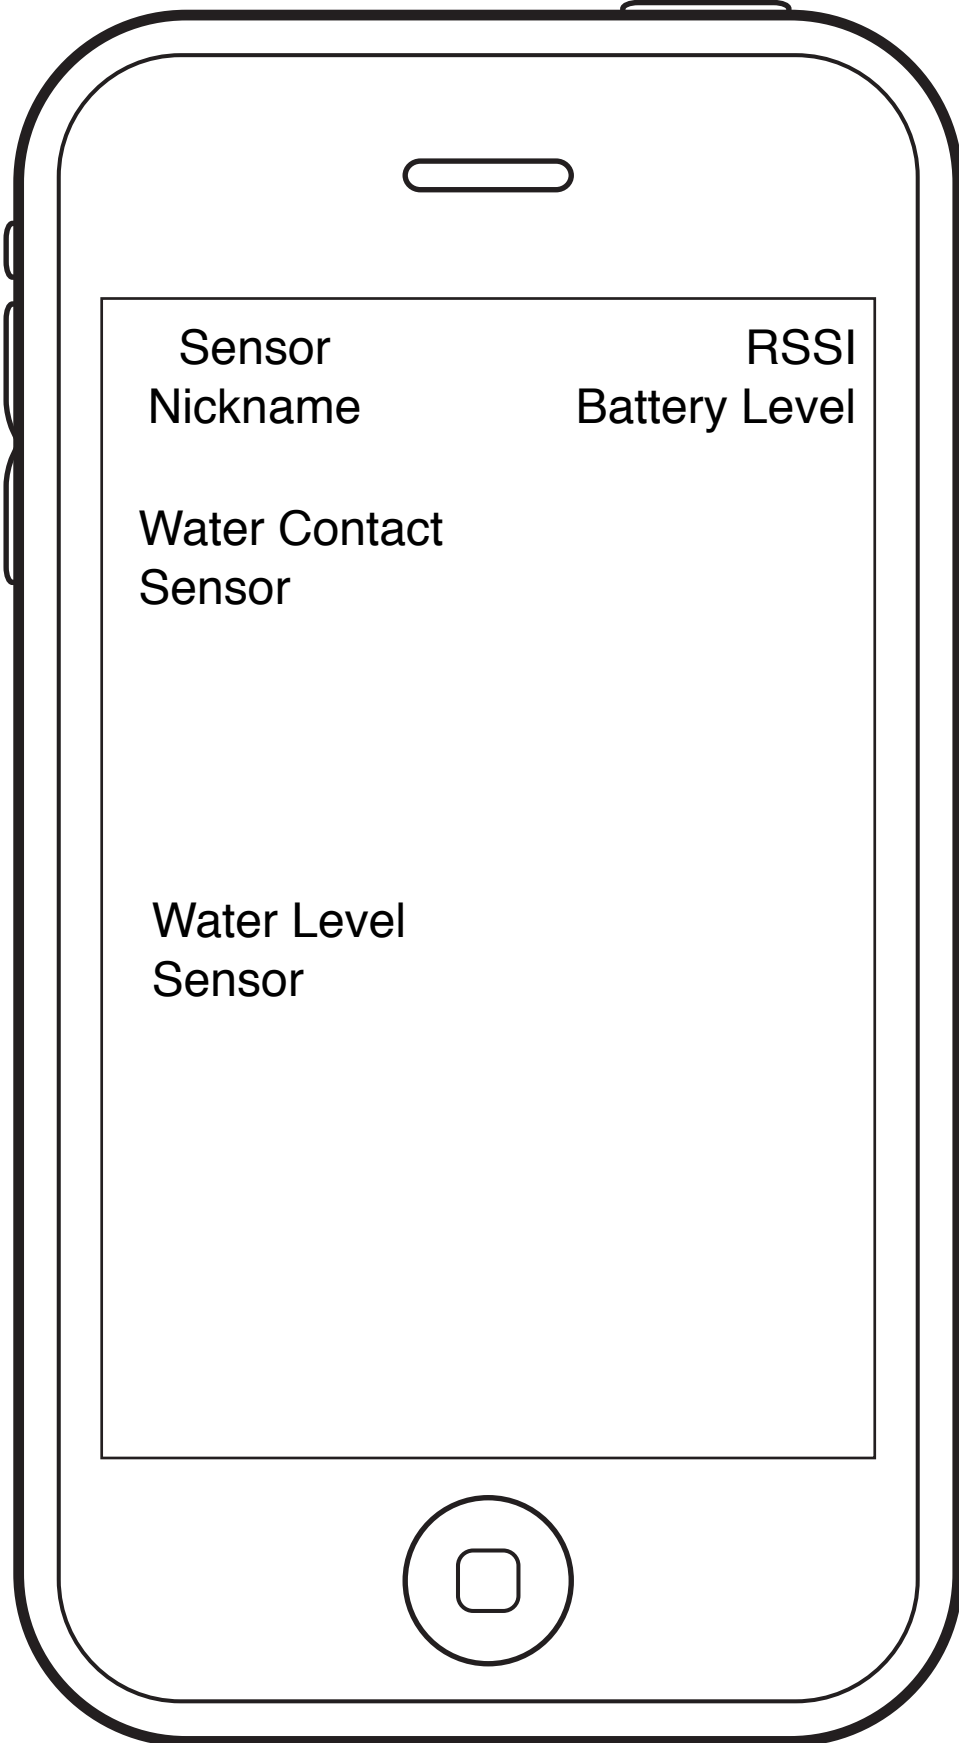 Sensor
Nickname
RSSI
Battery Level
Water Contact
Sensor
Water Level
Sensor